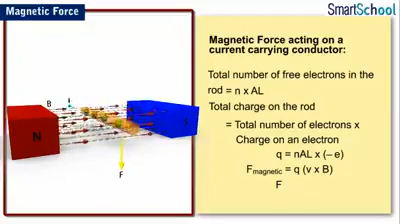 Magnetic Force
SmartSchool
Magnetic Force acting on a
current carrying conductor:
Total number of free electrons in the
rod = n x AL
Total charge on the rod
= Total number of electrons x
Charge on an electron
q = nAL x (– e)
Fmagnetic = q (v x B)
F
B
I
N
S
F